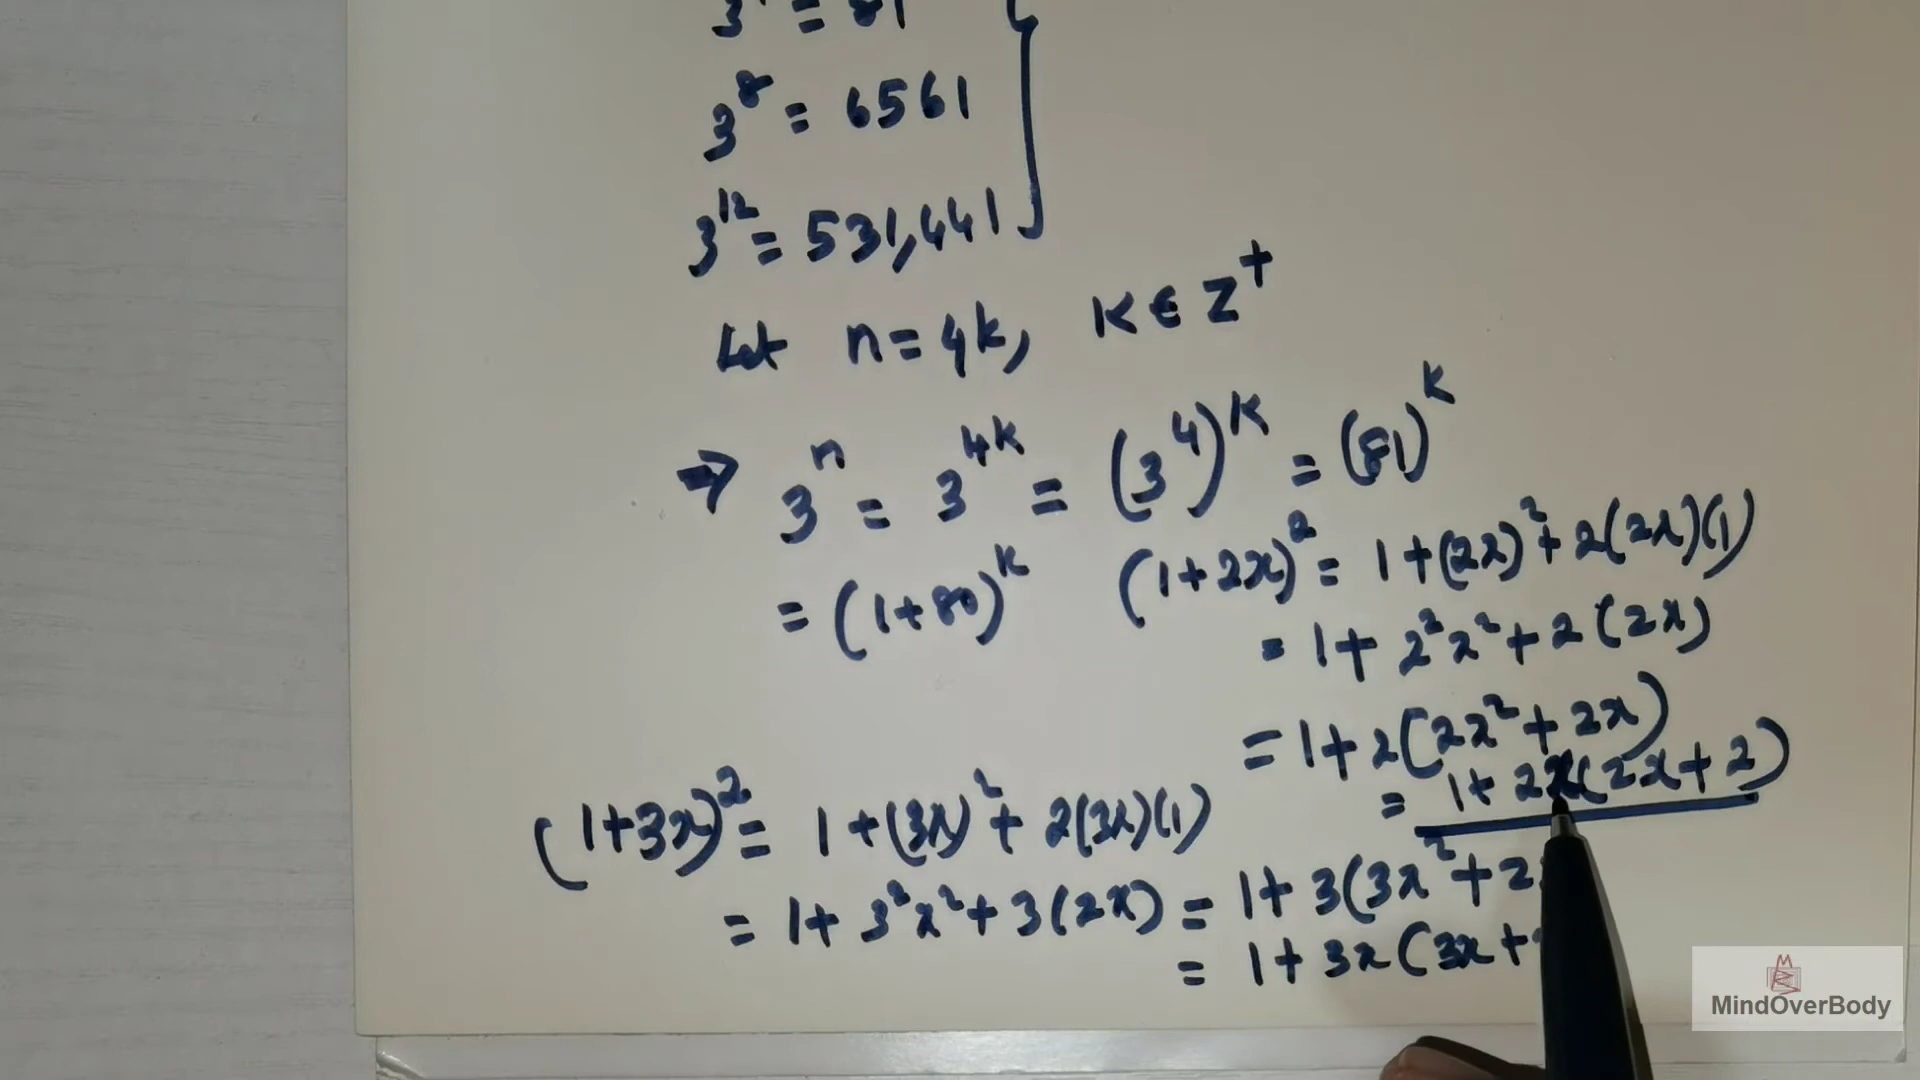 3⁴ = 81
3⁸ = 6561
3¹² = 531,441
Let n = 4k, K ∈ Z⁺
⇒ 3ⁿ = 3⁴ᵏ = (3⁴)ᴷ = (81)ᴷ
= (1+80)ᴷ
(1+2x)² = 1+(2x)²+2(2x)(1)
= 1+2²x²+2(2x)
= 1+2(2x²+2x)
= 1+2x(2x+2)
(1+3x)² = 1+(3x)²+2(3x)(1)
= 1+3²x²+3(2x) = 1+3(3x²+2
= 1+3x(3x+
MindOverBody